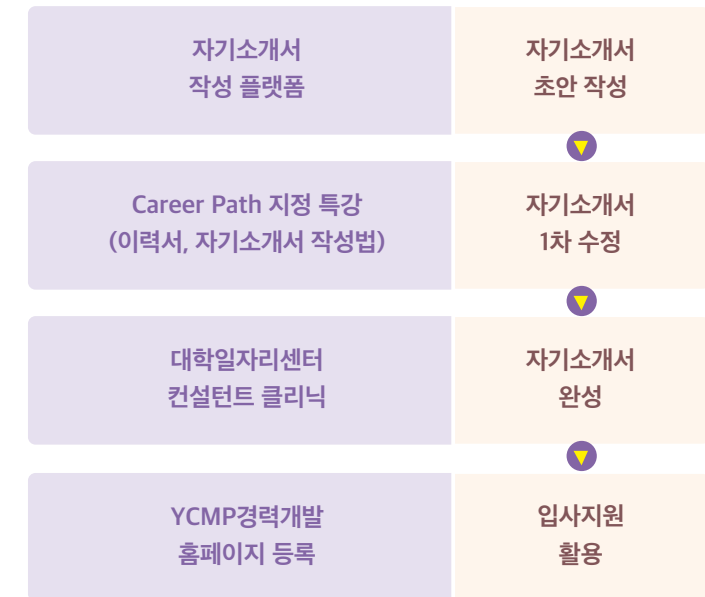 자기소개서
작성 플랫폼
자기소개서
초안 작성
Career Path 지정 특강
(이력서, 자기소개서 작성법)
자기소개서
1차 수정
대학일자리센터
컨설턴트 클리닉
자기소개서
완성
YCMP경력개발
홈페이지 등록
입사지원
활용